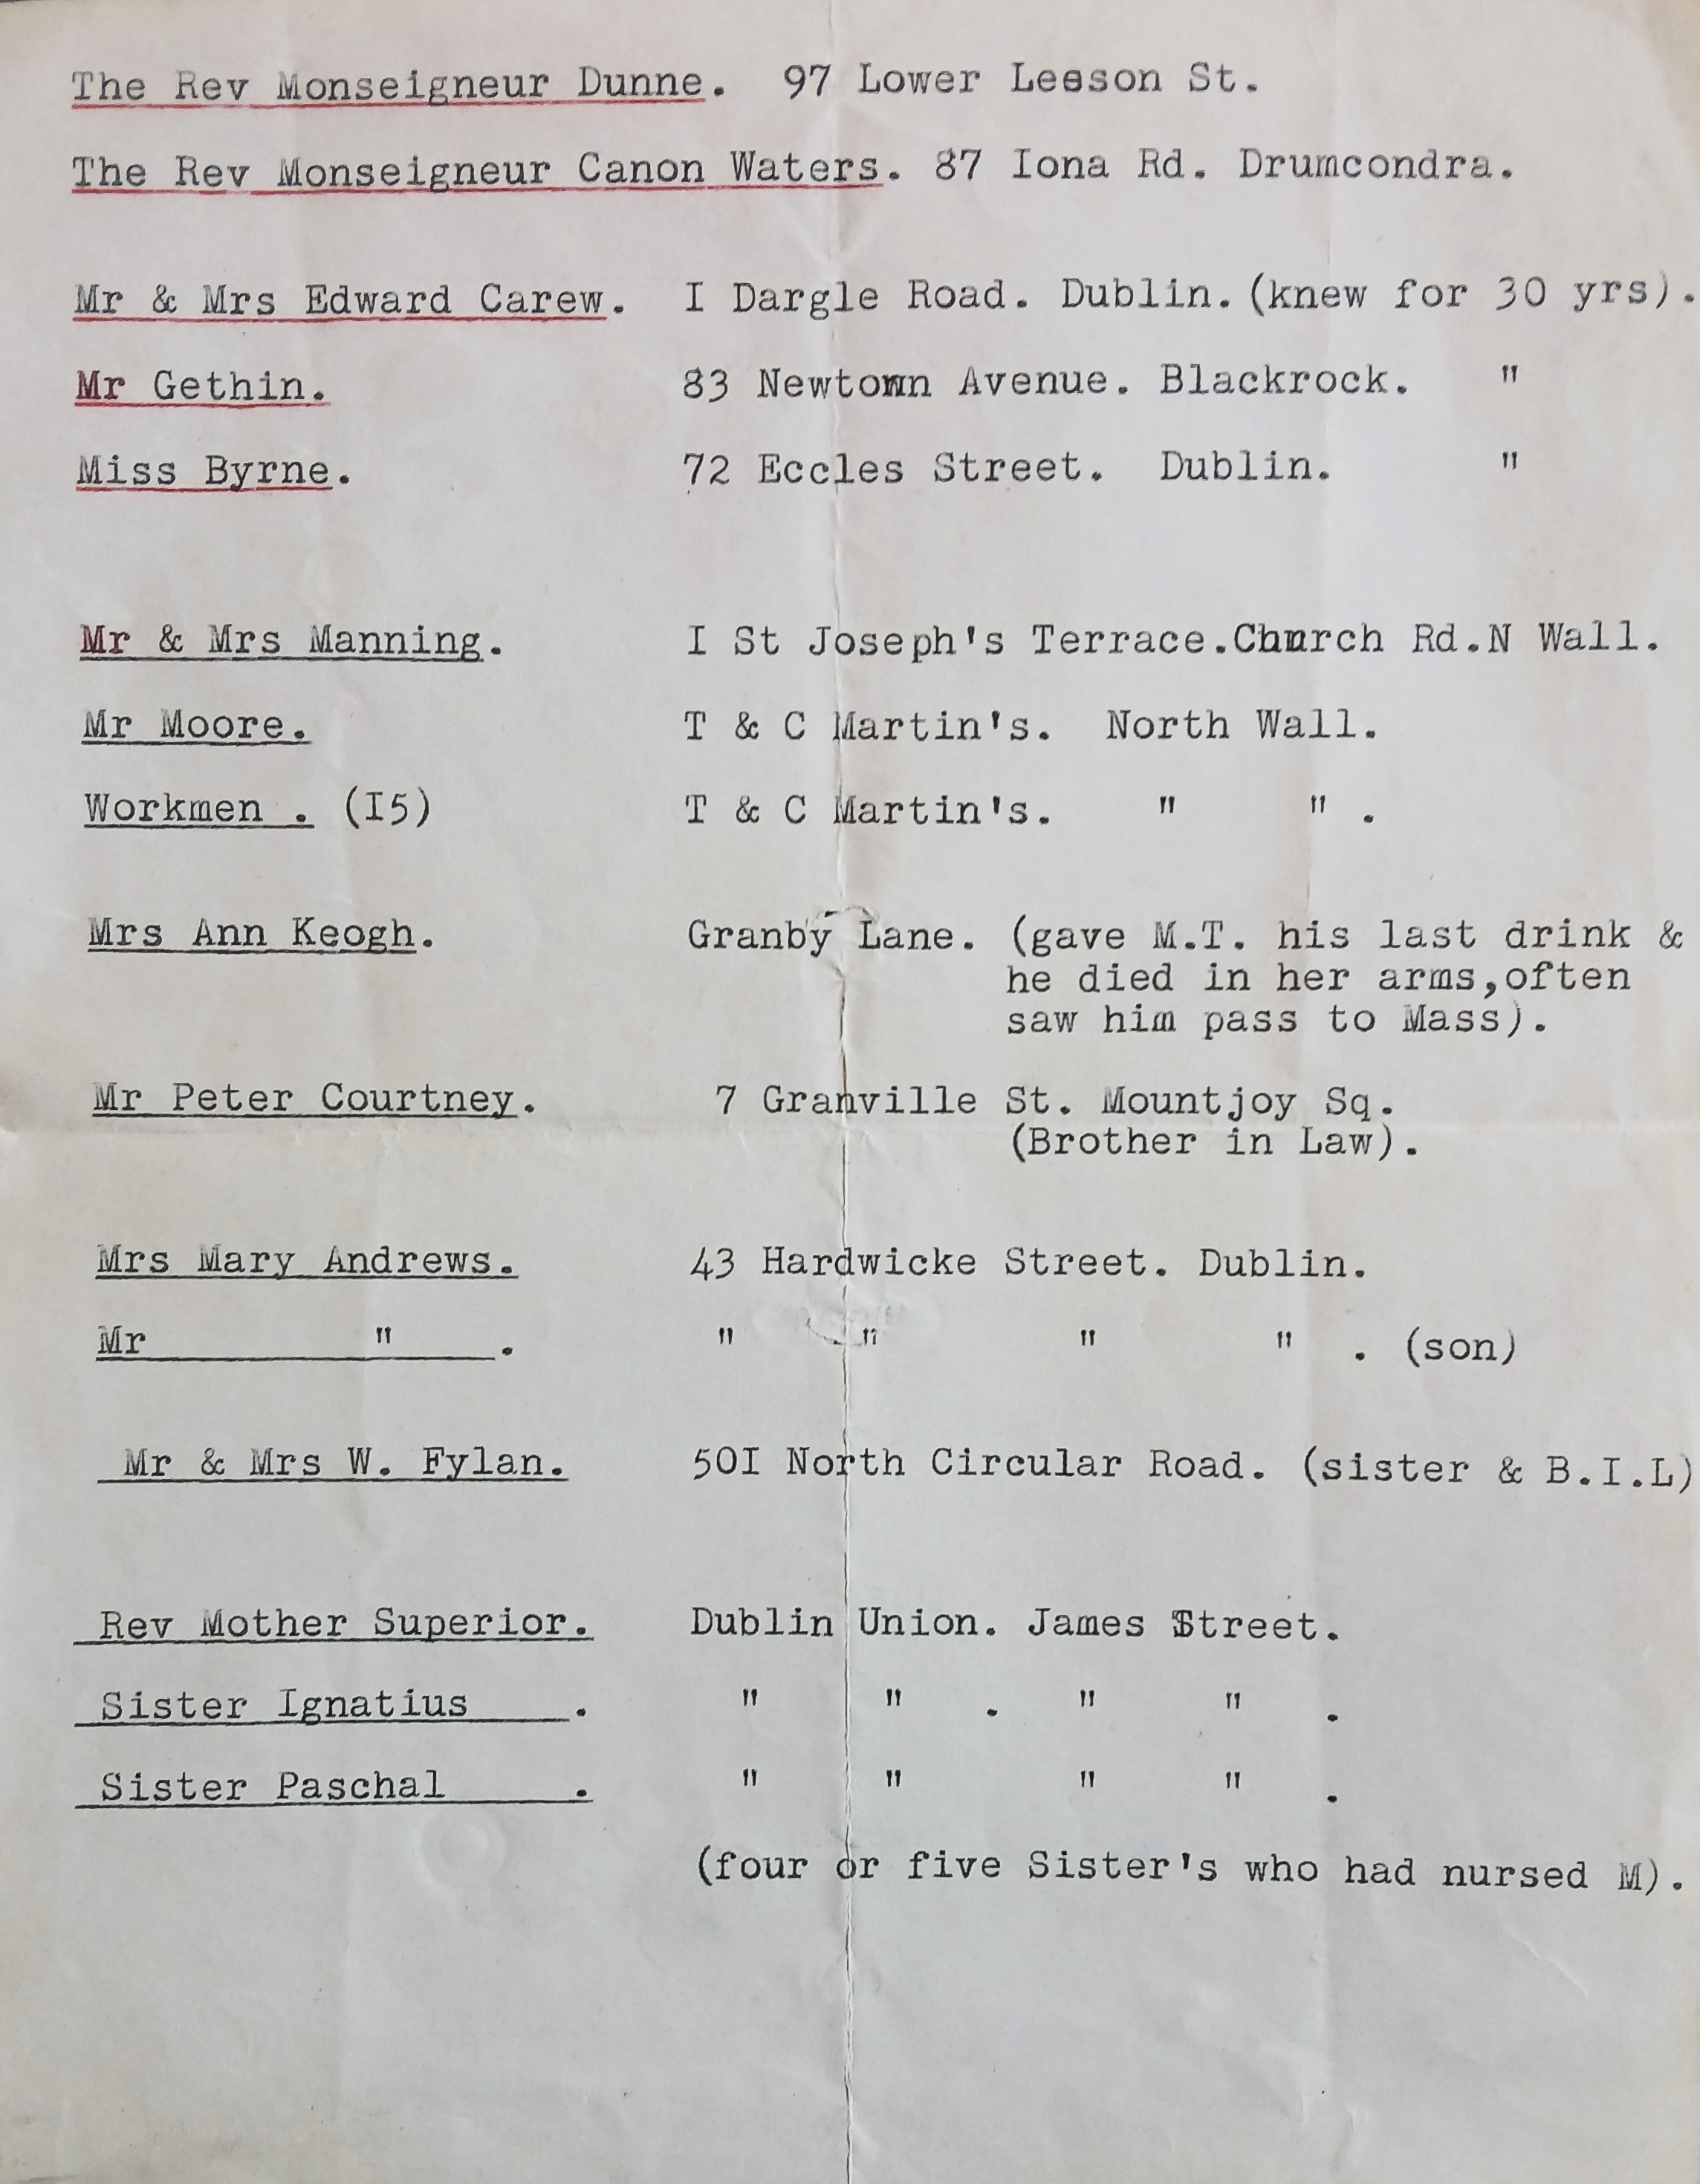 The Rev Monseigneur Dunne. 97 Lower Leeson St.
The Rev Monseigneur Canon Waters. 87 Iona Rd. Drumcondra.
Mr & Mrs Edward Carew. I Dargle Road. Dublin. (knew for 30 yrs).
Mr Gethin. 83 Newtown Avenue. Blackrock. "
Miss Byrne. 72 Eccles Street. Dublin. "
Mr & Mrs Manning. I St Joseph's Terrace.Church Rd.N Wall.
Mr Moore. T & C Martin's. North Wall.
Workmen . (I5) T & C Martin's. " " .
Mrs Ann Keogh. Granby Lane. (gave M.T. his last drink &
he died in her arms,often
saw him pass to Mass).
Mr Peter Courtney. 7 Granville St. Mountjoy Sq.
(Brother in Law).
Mrs Mary Andrews. 43 Hardwicke Street. Dublin.
Mr " . " " " " . (son)
Mr & Mrs W. Fylan. 50I North Circular Road. (sister & B.I.L)
Rev Mother Superior. Dublin Union. James Street.
Sister Ignatius . " " . " " .
Sister Paschal . " " " " .
(four or five Sister's who had nursed M).